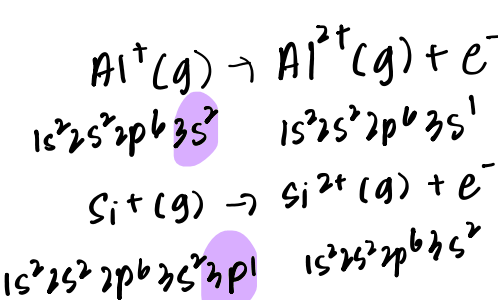 Al⁺(g) → Al²⁺(g) + e⁻
1s²2s²2p⁶3s² 1s²2s²2p⁶3s¹
Si⁺(g) → Si²⁺(g) + e⁻
1s²2s²2p⁶3s²3p¹ 1s²2s²2p⁶3s²